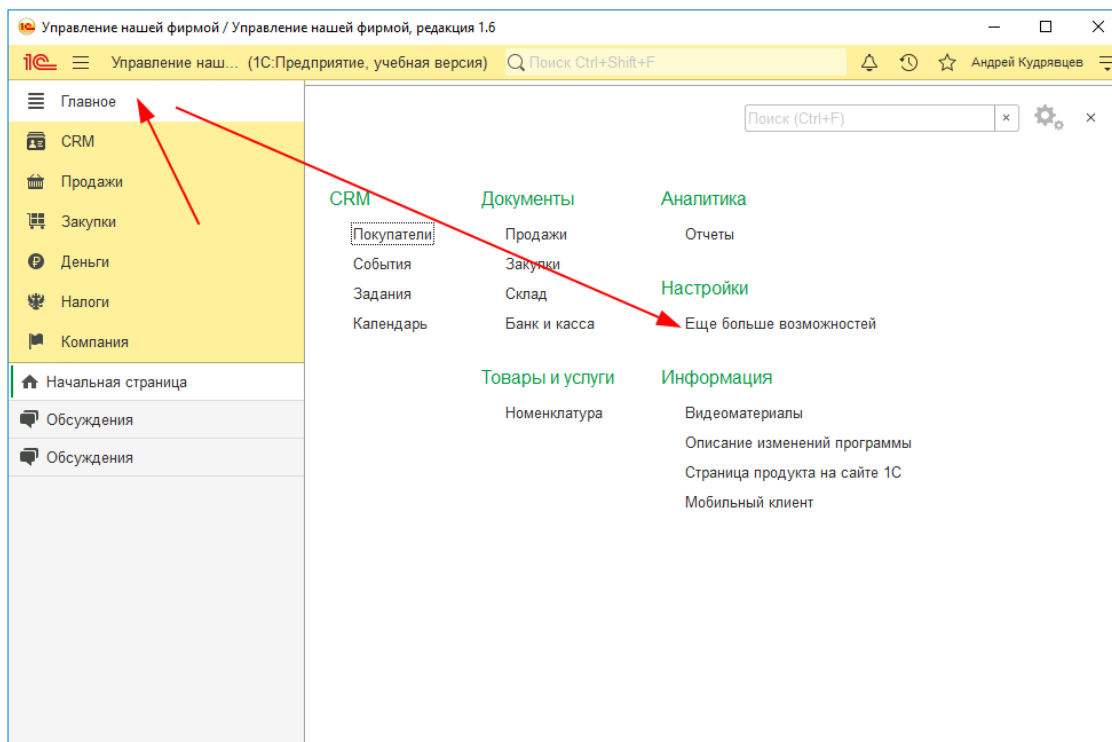 Управление нашей фирмой / Управление нашей фирмой, редакция 1.6
1С Управление наш... (1С:Предприятие, учебная версия) Поиск Ctrl+Shift+F Андрей Кудрявцев
Главное
CRM
Продажи
Закупки
Деньги
Налоги
Компания
Начальная страница
Обсуждения
Обсуждения
Поиск (Ctrl+F)
CRM
Покупатели
События
Задания
Календарь
Документы
Продажи
Закупки
Склад
Банк и касса
Товары и услуги
Номенклатура
Аналитика
Отчеты
Настройки
Еще больше возможностей
Информация
Видеоматериалы
Описание изменений программы
Страница продукта на сайте 1С
Мобильный клиент